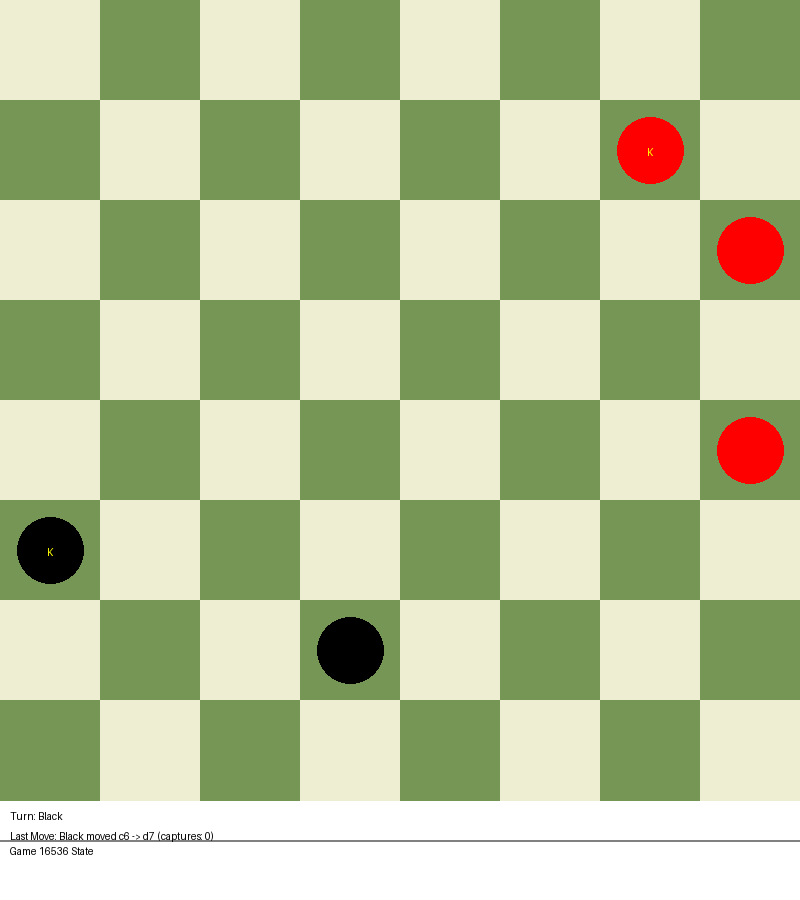 K
K
Turn: Black
Last Move: Black moved c6 -> d7 (captures: 0)
Game 16536 State